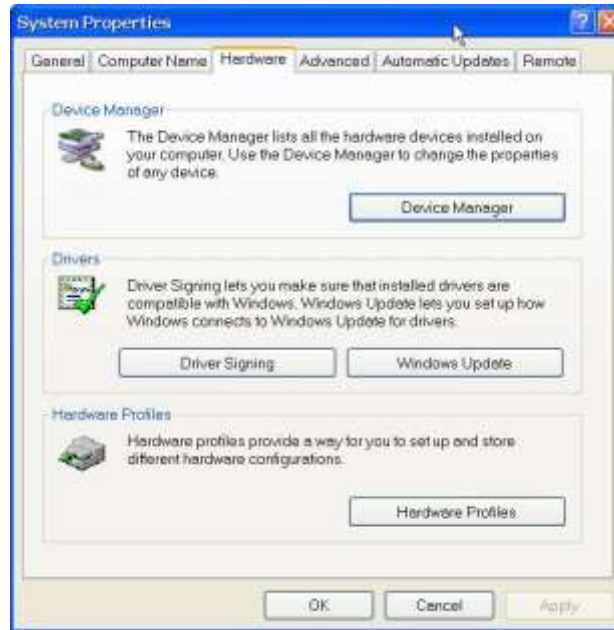 System Properties
General Computer Name Hardware Advanced Automatic Updates Remote
Device Manager
The Device Manager lists all the hardware devices installed on
your computer. Use the Device Manager to change the properties
of any device.
Device Manager
Drivers
Driver Signing lets you make sure that installed drivers are
compatible with Windows. Windows Update lets you set up how
Windows connects to Windows Update for drivers.
Driver Signing Windows Update
Hardware Profiles
Hardware profiles provide a way for you to set up and store
different hardware configurations.
Hardware Profiles
OK Cancel Apply